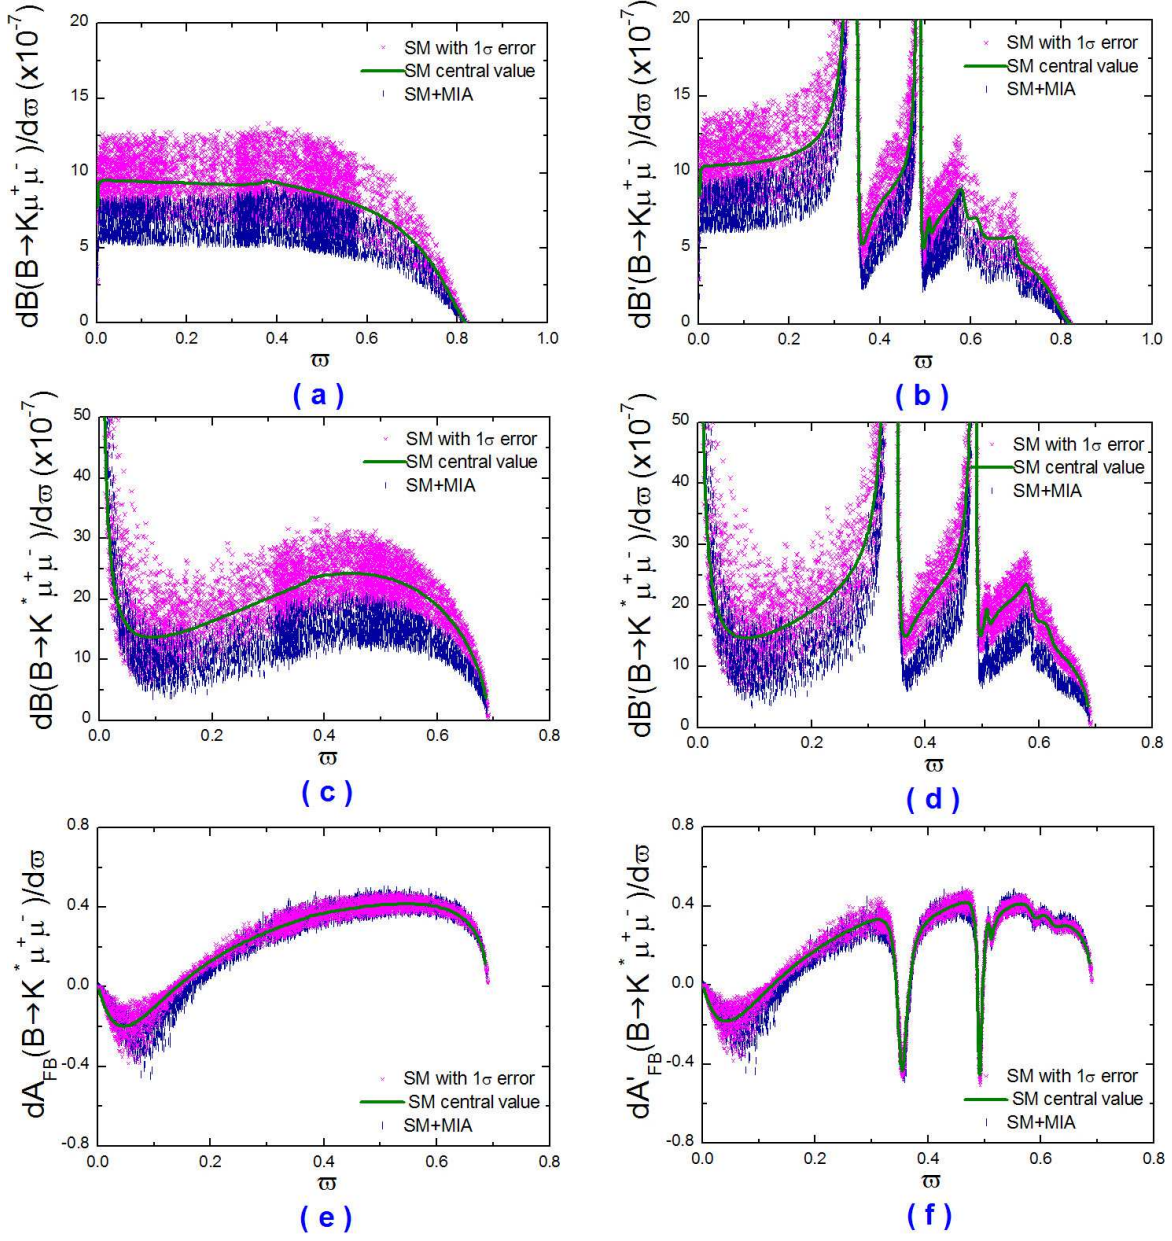 dB(B→Kμ⁺μ⁻)/dϖ (x10⁻⁷)
20
15
10
5
0
SM with 1σ error
SM central value
SM+MIA
0.0 0.2 0.4 0.6 0.8 1.0
ϖ
( a )
dB'(B→Kμ⁺μ⁻)/dϖ (x10⁻⁷)
20
15
10
5
0
SM with 1σ error
SM central value
SM+MIA
0.0 0.2 0.4 0.6 0.8 1.0
ϖ
( b )
dB(B→K*μ⁺μ⁻)/dϖ (x10⁻⁷)
50
40
30
20
10
0
SM with 1σ error
SM central value
SM+MIA
0.0 0.2 0.4 0.6 0.8
ϖ
( c )
dB'(B→K*μ⁺μ⁻)/dϖ (x10⁻⁷)
50
40
30
20
10
0
SM with 1σ error
SM central value
SM+MIA
0.0 0.2 0.4 0.6 0.8
ϖ
( d )
dA_FB(B→K*μ⁺μ⁻)/dϖ
0.8
0.4
0.0
-0.4
-0.8
SM with 1σ error
SM central value
SM+MIA
0.0 0.2 0.4 0.6 0.8
ϖ
( e )
dA'_FB(B→K*μ⁺μ⁻)/dϖ
0.8
0.4
0.0
-0.4
-0.8
SM with 1σ error
SM central value
SM+MIA
0.0 0.2 0.4 0.6 0.8
ϖ
( f )